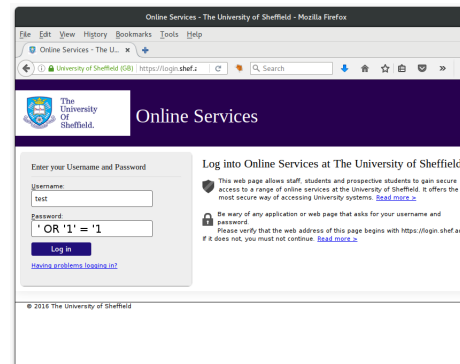 Online Services - The University of Sheffield - Mozilla Firefox
File Edit View History Bookmarks Tools Help
Online Services - The U... × +
University of Sheffield (GB) https://login.shef.a Search »
The
University
Of
Sheffield.
Online Services
Enter your Username and Password
Username:
test
Password:
' OR '1' = '1
Log in
Having problems logging in?
Log into Online Services at The University of Sheffield
This web page allows staff, students and prospective students to gain secure
access to a range of online services at the University of Sheffield. It offers the
most secure way of accessing University systems. Read more >
Be wary of any application or web page that asks for your username and
password.
Please verify that the web address of this page begins with https://login.shef.ac
If it does not, you must not continue. Read more >
© 2016 The University of Sheffield